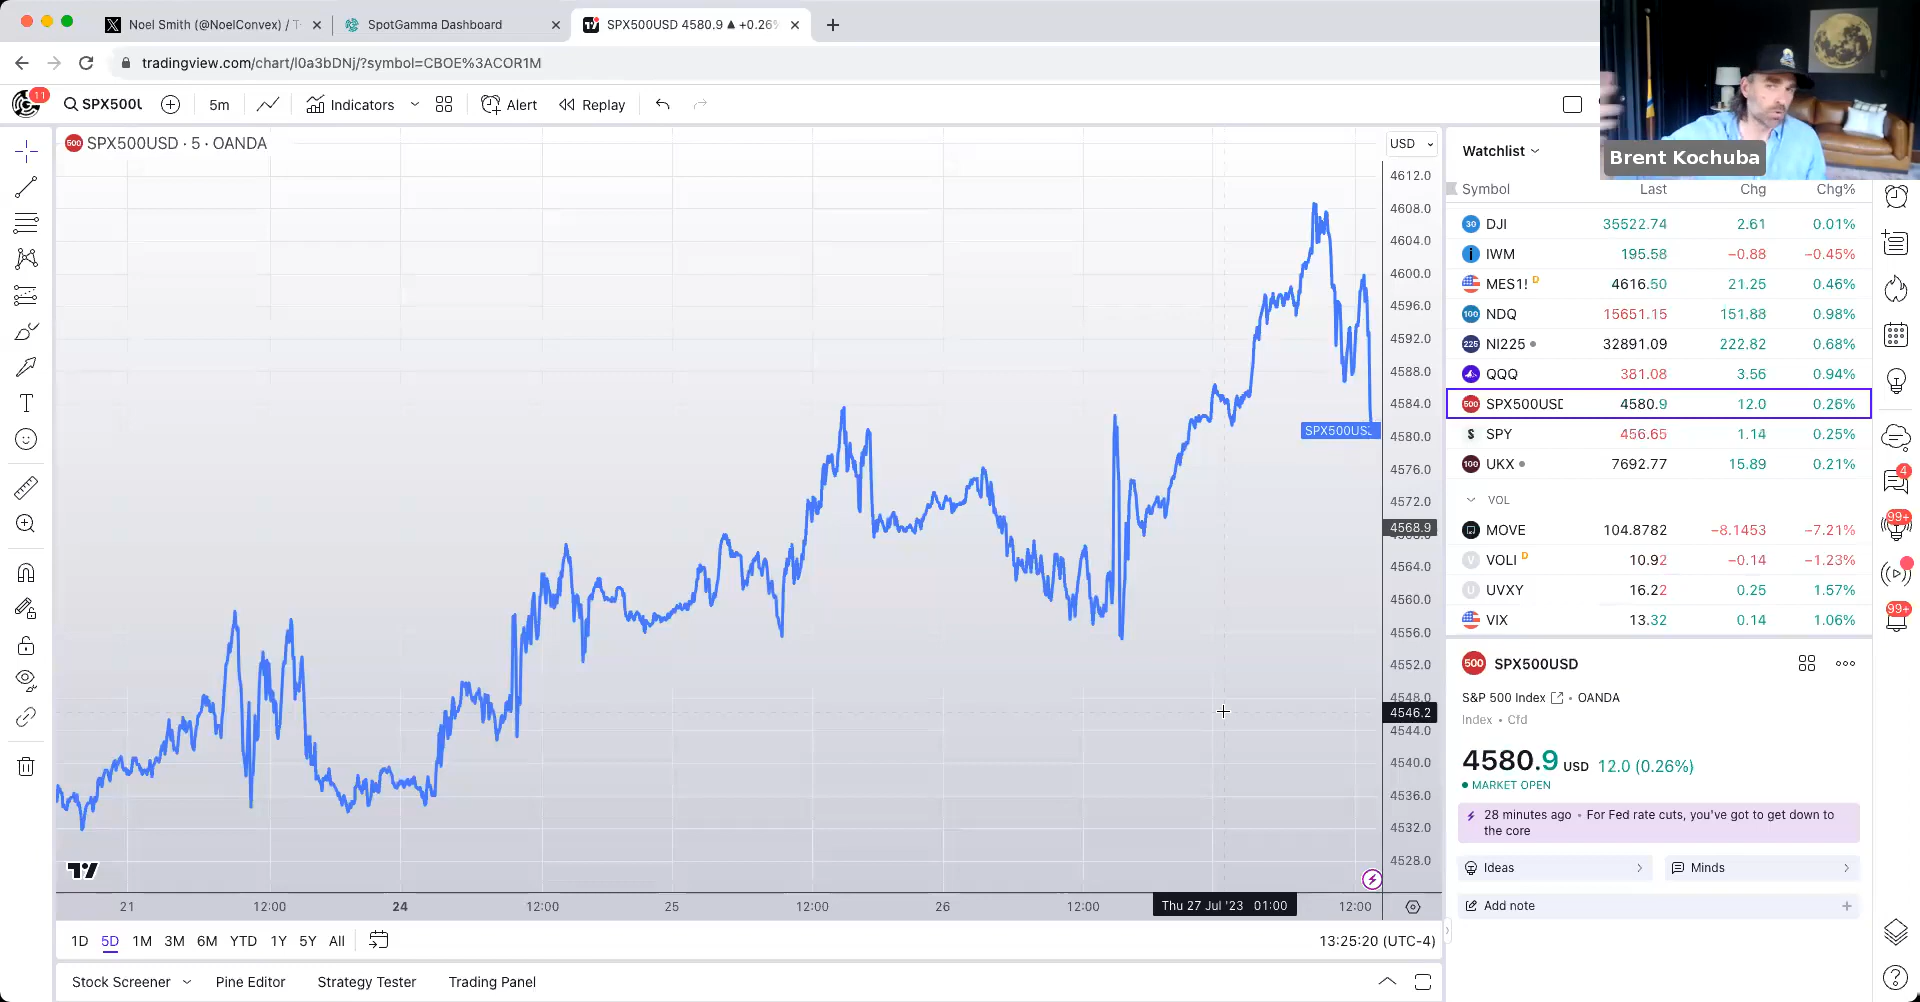 Noel Smith (@NoelConvex) / T
SpotGamma Dashboard
SPX500USD 4580.9 ▲ +0.26%
tradingview.com/chart/l0a3bDNj/?symbol=CBOE%3ACOR1M
11
SPX500U
5m
Indicators
Alert
Replay
Brent Kochuba
500 SPX500USD · 5 · OANDA
USD
4612.0
4608.0
4604.0
4600.0
4596.0
4592.0
4588.0
4584.0
4580.0
4576.0
4572.0
4568.9
4564.0
4560.0
4556.0
4552.0
4548.0
4546.2
4544.0
4540.0
4536.0
4532.0
4528.0
SPX500US
21 12:00 24 12:00 25 12:00 26 12:00 Thu 27 Jul '23 01:00 12:00
1D 5D 1M 3M 6M YTD 1Y 5Y All
13:25:20 (UTC-4)
Stock Screener Pine Editor Strategy Tester Trading Panel
Watchlist
Symbol Last Chg Chg%
30 DJI 35522.74 2.61 0.01%
i IWM 195.58 −0.88 −0.45%
MES1! D 4616.50 21.25 0.46%
100 NDQ 15651.15 151.88 0.98%
225 NI225 32891.09 222.82 0.68%
QQQ 381.08 3.56 0.94%
500 SPX500USD 4580.9 12.0 0.26%
S SPY 456.65 1.14 0.25%
100 UKX 7692.77 15.89 0.21%
VOL
MOVE 104.8782 −8.1453 −7.21%
V VOLI D 10.92 −0.14 −1.23%
U UVXY 16.22 0.25 1.57%
VIX 13.32 0.14 1.06%
500 SPX500USD
S&P 500 Index • OANDA
Index • Cfd
4580.9 USD 12.0 (0.26%)
MARKET OPEN
28 minutes ago • For Fed rate cuts, you've got to get down to
the core
Ideas
Minds
Add note
4
99+
99+